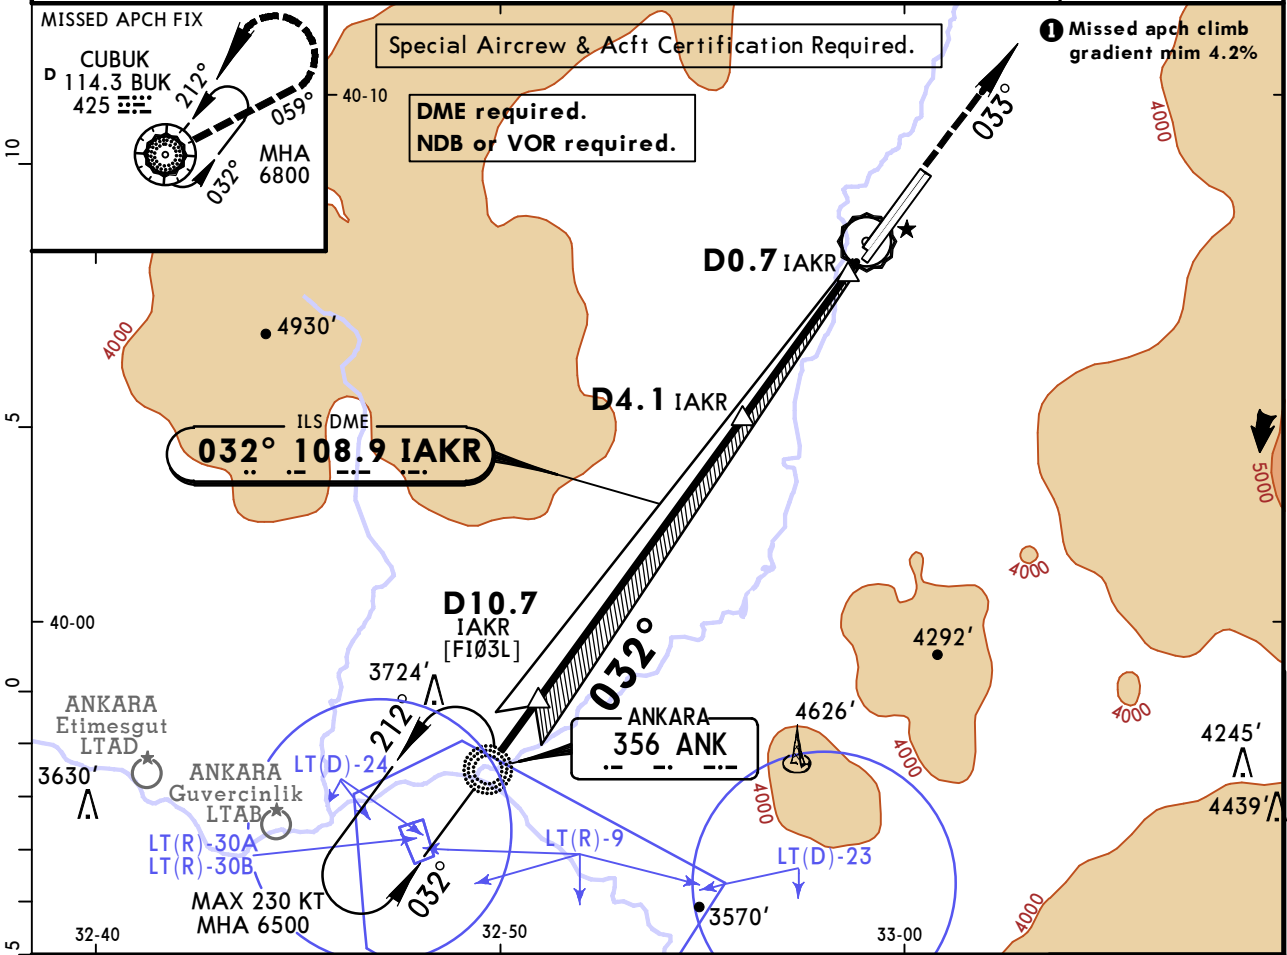 MISSED APCH FIX
CUBUK
D 114.3 BUK
425
212°
059°
032°
MHA
6800
Special Aircrew & Acft Certification Required.
DME required.
NDB or VOR required.
1 Missed apch climb
gradient mim 4.2%
40-10
10
033°
4000
D0.7 IAKR
4930'
4000
D4.1 IAKR
5
ILS DME
032° 108.9 IAKR
5000
4000
D10.7
IAKR
[FIØ3L]
40-00
032°
4292'
3724'
0
212°
ANKARA
Etimesgut
LTAD
ANKARA
356 ANK
4626'
4000
4000
4245'
3630'
ANKARA
Guvercinlik
LTAB
LT(D)-24
4000
4439'
LT(R)-30A
LT(R)-30B
LT(R)-9
LT(D)-23
MAX 230 KT
MHA 6500
032°
3570'
4000
5
32-40
32-50
33-00